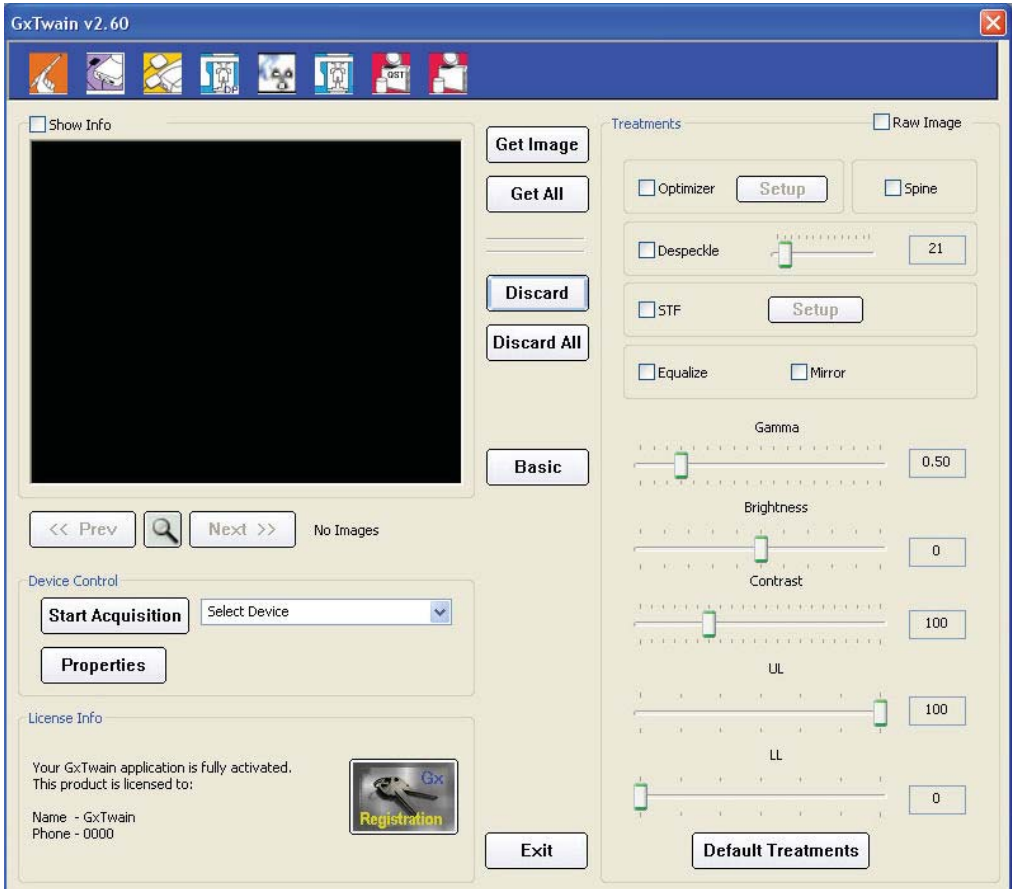 GxTwain v2.60
DP
QST
Show Info
Get Image
Get All
Discard
Discard All
Basic
<< Prev
Next >>
No Images
Device Control
Start Acquisition
Select Device
Properties
License Info
Your GxTwain application is fully activated.
This product is licensed to:
Name - GxTwain
Phone - 0000
Gx
Registration
Exit
Treatments
Raw Image
Optimizer
Setup
Spine
Despeckle
21
STF
Setup
Equalize
Mirror
Gamma
0.50
Brightness
0
Contrast
100
UL
100
LL
0
Default Treatments